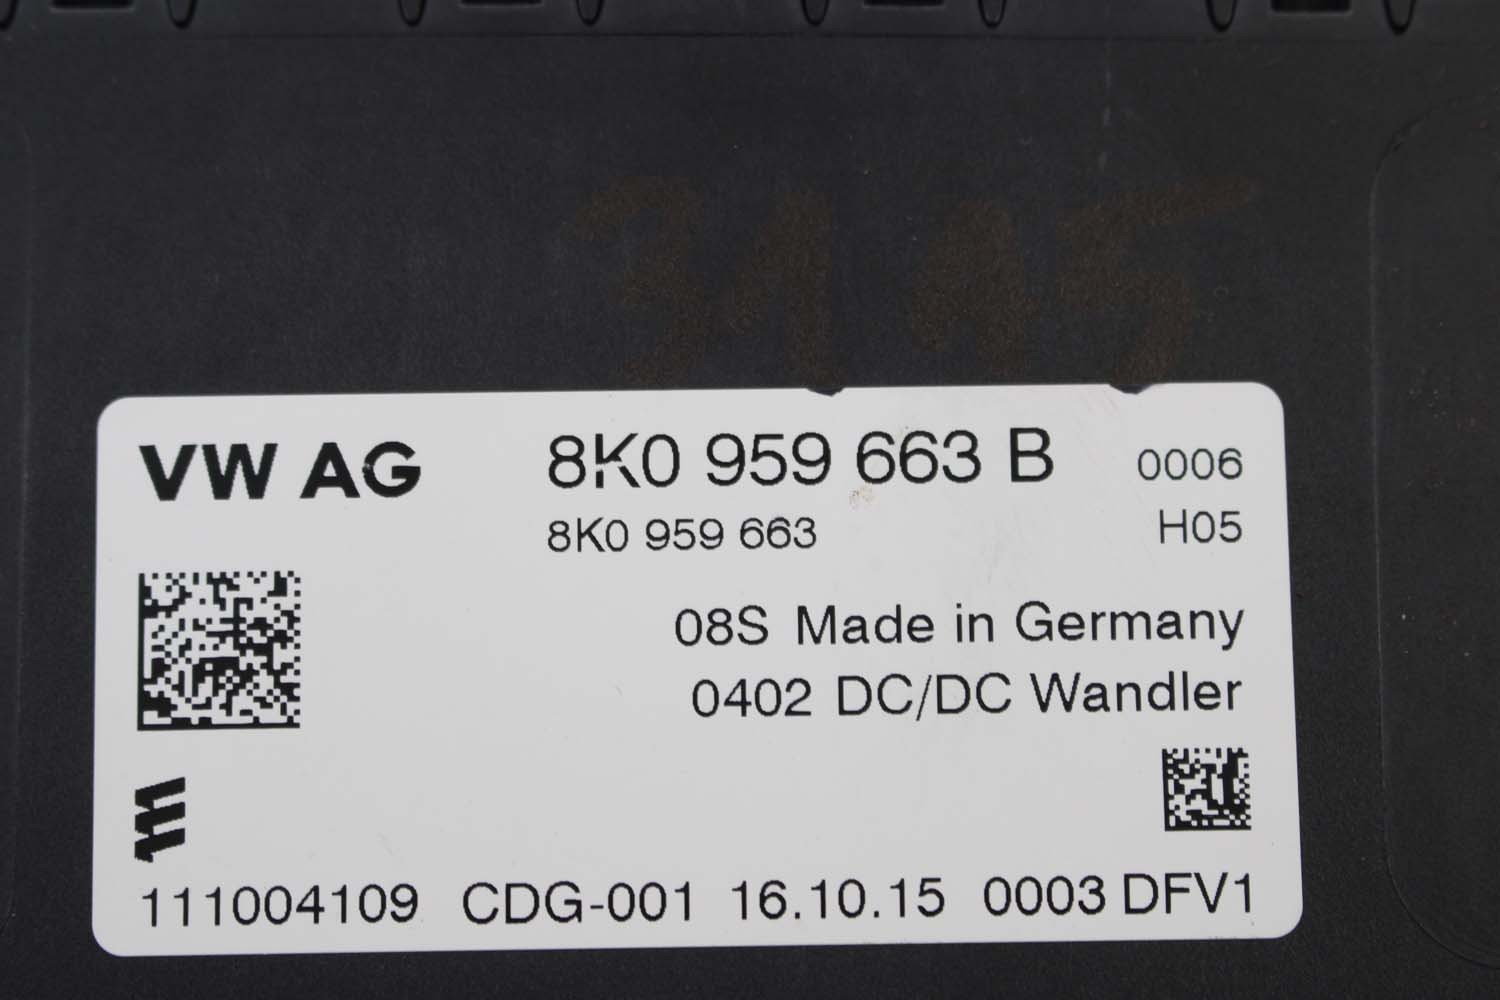 VW AG 8K0 959 663 B 0006
8K0 959 663 H05
08S Made in Germany
0402 DC/DC Wandler
111004109 CDG-001 16.10.15 0003 DFV1